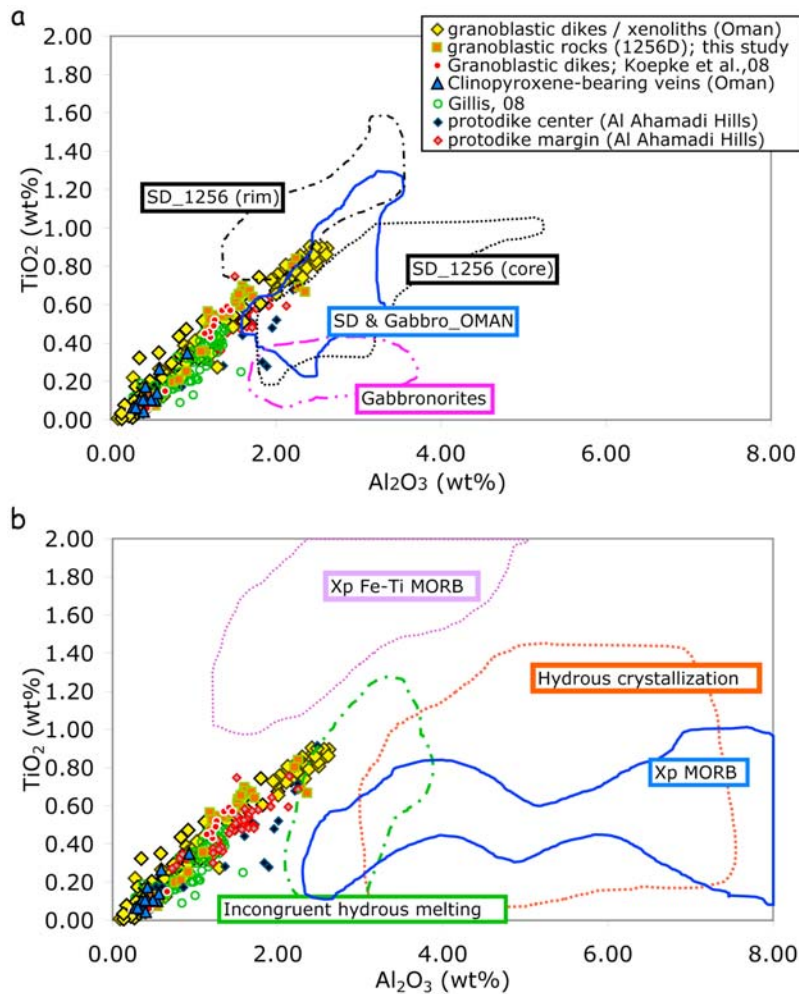 a
granoblastic dikes / xenoliths (Oman)
granoblastic rocks (1256D); this study
Granoblastic dikes; Koepke et al.,08
Clinopyroxene-bearing veins (Oman)
Gillis, 08
protodike center (Al Ahamadi Hills)
protodike margin (Al Ahamadi Hills)
2.00
1.80
1.60
1.40
1.20
1.00
0.80
0.60
0.40
0.20
0.00
TiO2 (wt%)
SD_1256 (rim)
SD_1256 (core)
SD & Gabbro_OMAN
Gabbronorites
0.00 2.00 4.00 6.00 8.00
Al2O3 (wt%)
b
2.00
1.80
1.60
1.40
1.20
1.00
0.80
0.60
0.40
0.20
0.00
TiO2 (wt%)
Xp Fe-Ti MORB
Hydrous crystallization
Xp MORB
Incongruent hydrous melting
0.00 2.00 4.00 6.00 8.00
Al2O3 (wt%)